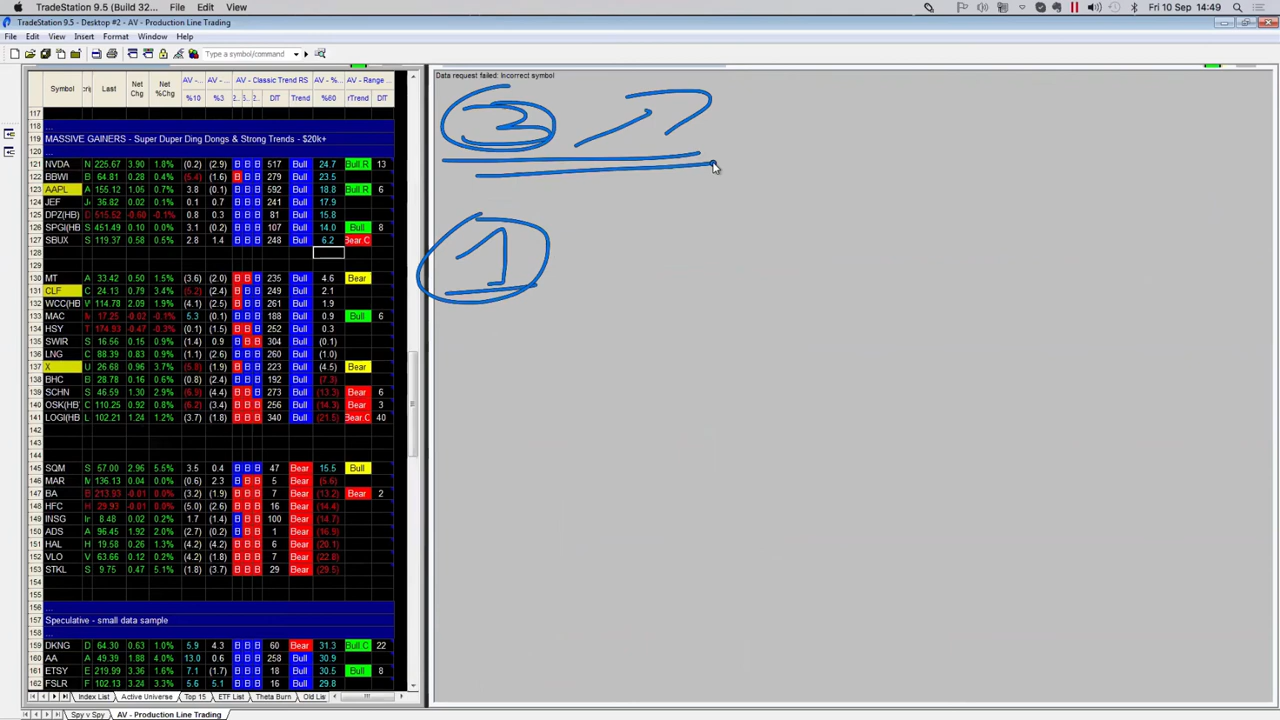 TradeStation 9.5 (Build 32... File Edit View Fri 10 Sep 14:49
TradeStation 9.5 - Desktop #2 - AV - Production Line Trading
File Edit View Insert Format Window Help
Type a symbol/command
Symbol Last Net Chg Net %Chg AV - ... %10 AV - ... %3 AV - Classic Trend RS 2.. 2.. DIT Trend AV - %... %60 AV - Range ... rTrend DIT
Data request failed: Incorrect symbol
3
1
117
118 ...
119 MASSIVE GAINERS - Super Duper Ding Dongs & Strong Trends - $20k+
120 ...
121 NVDA N 225.67 3.90 1.8% (0.2) (2.9) B B B 517 Bull 24.7 Bull R 13
122 BBWI B 64.81 0.28 0.4% (5.4) (1.6) B B B 279 Bull 23.5
123 AAPL A 155.12 1.05 0.7% 3.8 (0.1) B B B 592 Bull 18.8 Bull R 6
124 JEF J 36.82 0.10 0.3% 0.1 0.7 B B B 241 Bull 17.9
125 DPZ(HB) D 515.52 -0.60 -0.1% 0.8 0.3 B B B 81 Bull 15.8
126 SPGI(HB S 451.49 0.10 0.0% 3.1 (0.2) B B B 107 Bull 14.0 Bull 8
127 SBUX S 119.37 0.58 0.5% 2.8 1.4 B B B 248 Bull 6.2 Bear.C
128
129
130 MT A 33.42 0.50 1.5% (3.6) (2.0) B B B 235 Bull 4.6 Bear
131 CLF C 24.13 0.79 3.4% (5.2) (2.4) B B B 259 Bull 2.1
132 WCC(HB) W 114.78 2.09 1.9% (4.1) (2.5) B B B 261 Bull 1.9
133 MAC M 17.25 -0.02 -0.1% 5.3 (0.1) B B B 188 Bull 0.9 Bull 6
134 HSY T 174.93 -0.47 -0.3% (0.1) (1.5) B B B 252 Bull 0.3
135 SWIR S 16.56 0.15 0.9% (1.4) 0.9 B B B 304 Bull (0.1)
136 LNG C 88.39 0.83 0.9% (1.1) (2.6) B B B 260 Bull (1.0)
137 X U 26.68 0.96 3.7% (5.8) (1.9) B B B 223 Bull (4.5) Bear
138 BHC B 28.78 0.16 0.6% (0.8) (2.4) B B B 192 Bull (7.3)
139 SCHN S 46.59 1.30 2.9% (6.9) (4.4) B B B 273 Bull (13.3) Bear 6
140 OSK(HB) C 110.25 0.92 0.8% (6.2) (3.4) B B B 256 Bull (14.2) Bear 3
141 LOGI(HB L 102.21 1.24 1.2% (3.7) (1.8) B B B 340 Bull (21.5) Bear.C 40
142
143
144
145 SQM S 57.00 2.96 5.5% 3.5 0.4 B B B 47 Bear 15.5 Bull
146 MAR M 136.13 0.04 0.0% (0.6) 2.3 B B B 5 Bear (5.6)
147 BA B 213.93 -0.01 0.0% (3.2) (1.9) B B B 7 Bear (13.2) Bear 2
148 HFC H 29.93 -0.01 0.0% (5.0) (2.6) B B B 16 Bear (14.4)
149 INSG In 8.48 0.02 0.2% 1.7 (1.4) B B B 100 Bear (14.7)
150 ADS A 96.45 1.92 2.0% (2.7) (0.2) B B B 1 Bear (16.9)
151 HAL H 19.58 0.26 1.3% (4.2) (4.2) B B B 6 Bear (20.1)
152 VLO V 63.66 0.12 0.2% (4.2) (1.8) B B B 7 Bear (22.8)
153 STKL S 9.75 0.47 5.1% (1.8) (3.7) B B B 29 Bear (29.5)
154
155
156 ...
157 Speculative - small data sample
158 ...
159 DKNG D 64.30 0.63 1.0% 5.9 4.3 B B B 60 Bear 31.3 Bull.C 22
160 AA A 49.39 1.88 4.0% 13.0 0.6 B B B 258 Bull 30.9
161 ETSY E 219.99 3.36 1.6% 7.1 (1.7) B B B 18 Bull 30.5 Bull 8
162 FSLR F 102.13 3.24 3.3% 5.6 5.1 B B B 16 Bull 29.8
Index List Active Universe Top 15 ETF List Theta Burn Old Lis
Spy v Spy AV - Production Line Trading